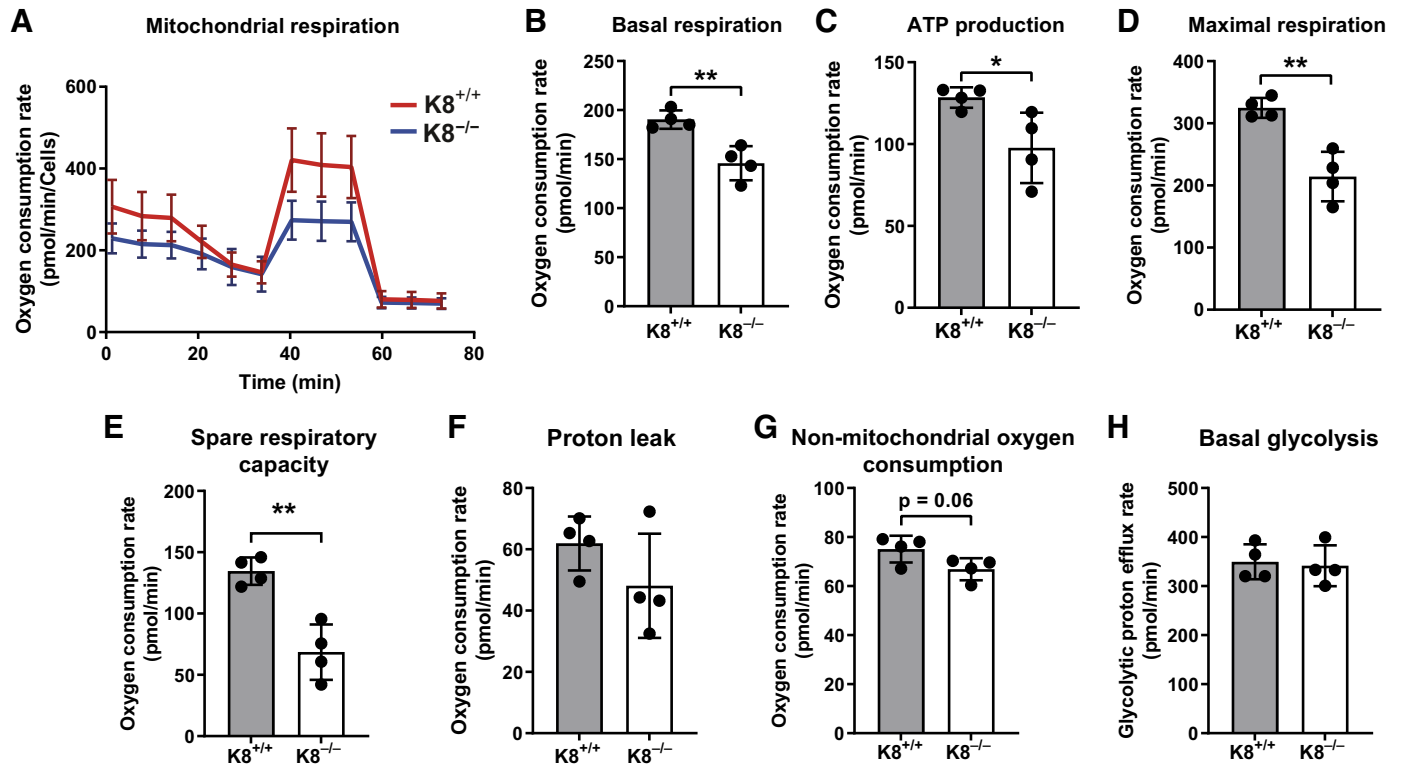 A
Mitochondrial respiration
Oxygen consumption rate
(pmol/min/Cells)
600
400
200
0
0 20 40 60 80
Time (min)
K8+/+
K8−/−
B
Basal respiration
Oxygen consumption rate
(pmol/min)
250
200
150
100
50
0
**
K8+/+ K8−/−
C
ATP production
Oxygen consumption rate
(pmol/min)
150
100
50
0
*
K8+/+ K8−/−
D
Maximal respiration
Oxygen consumption rate
(pmol/min)
400
300
200
100
0
**
K8+/+ K8−/−
E
Spare respiratory
capacity
Oxygen consumption rate
(pmol/min)
200
150
100
50
0
**
K8+/+ K8−/−
F
Proton leak
Oxygen consumption rate
(pmol/min)
80
60
40
20
0
K8+/+ K8−/−
G
Non-mitochondrial oxygen
consumption
Oxygen consumption rate
(pmol/min)
100
80
60
40
20
0
p = 0.06
K8+/+ K8−/−
H
Basal glycolysis
Glycolytic proton efflux rate
(pmol/min)
500
400
300
200
100
0
K8+/+ K8−/−